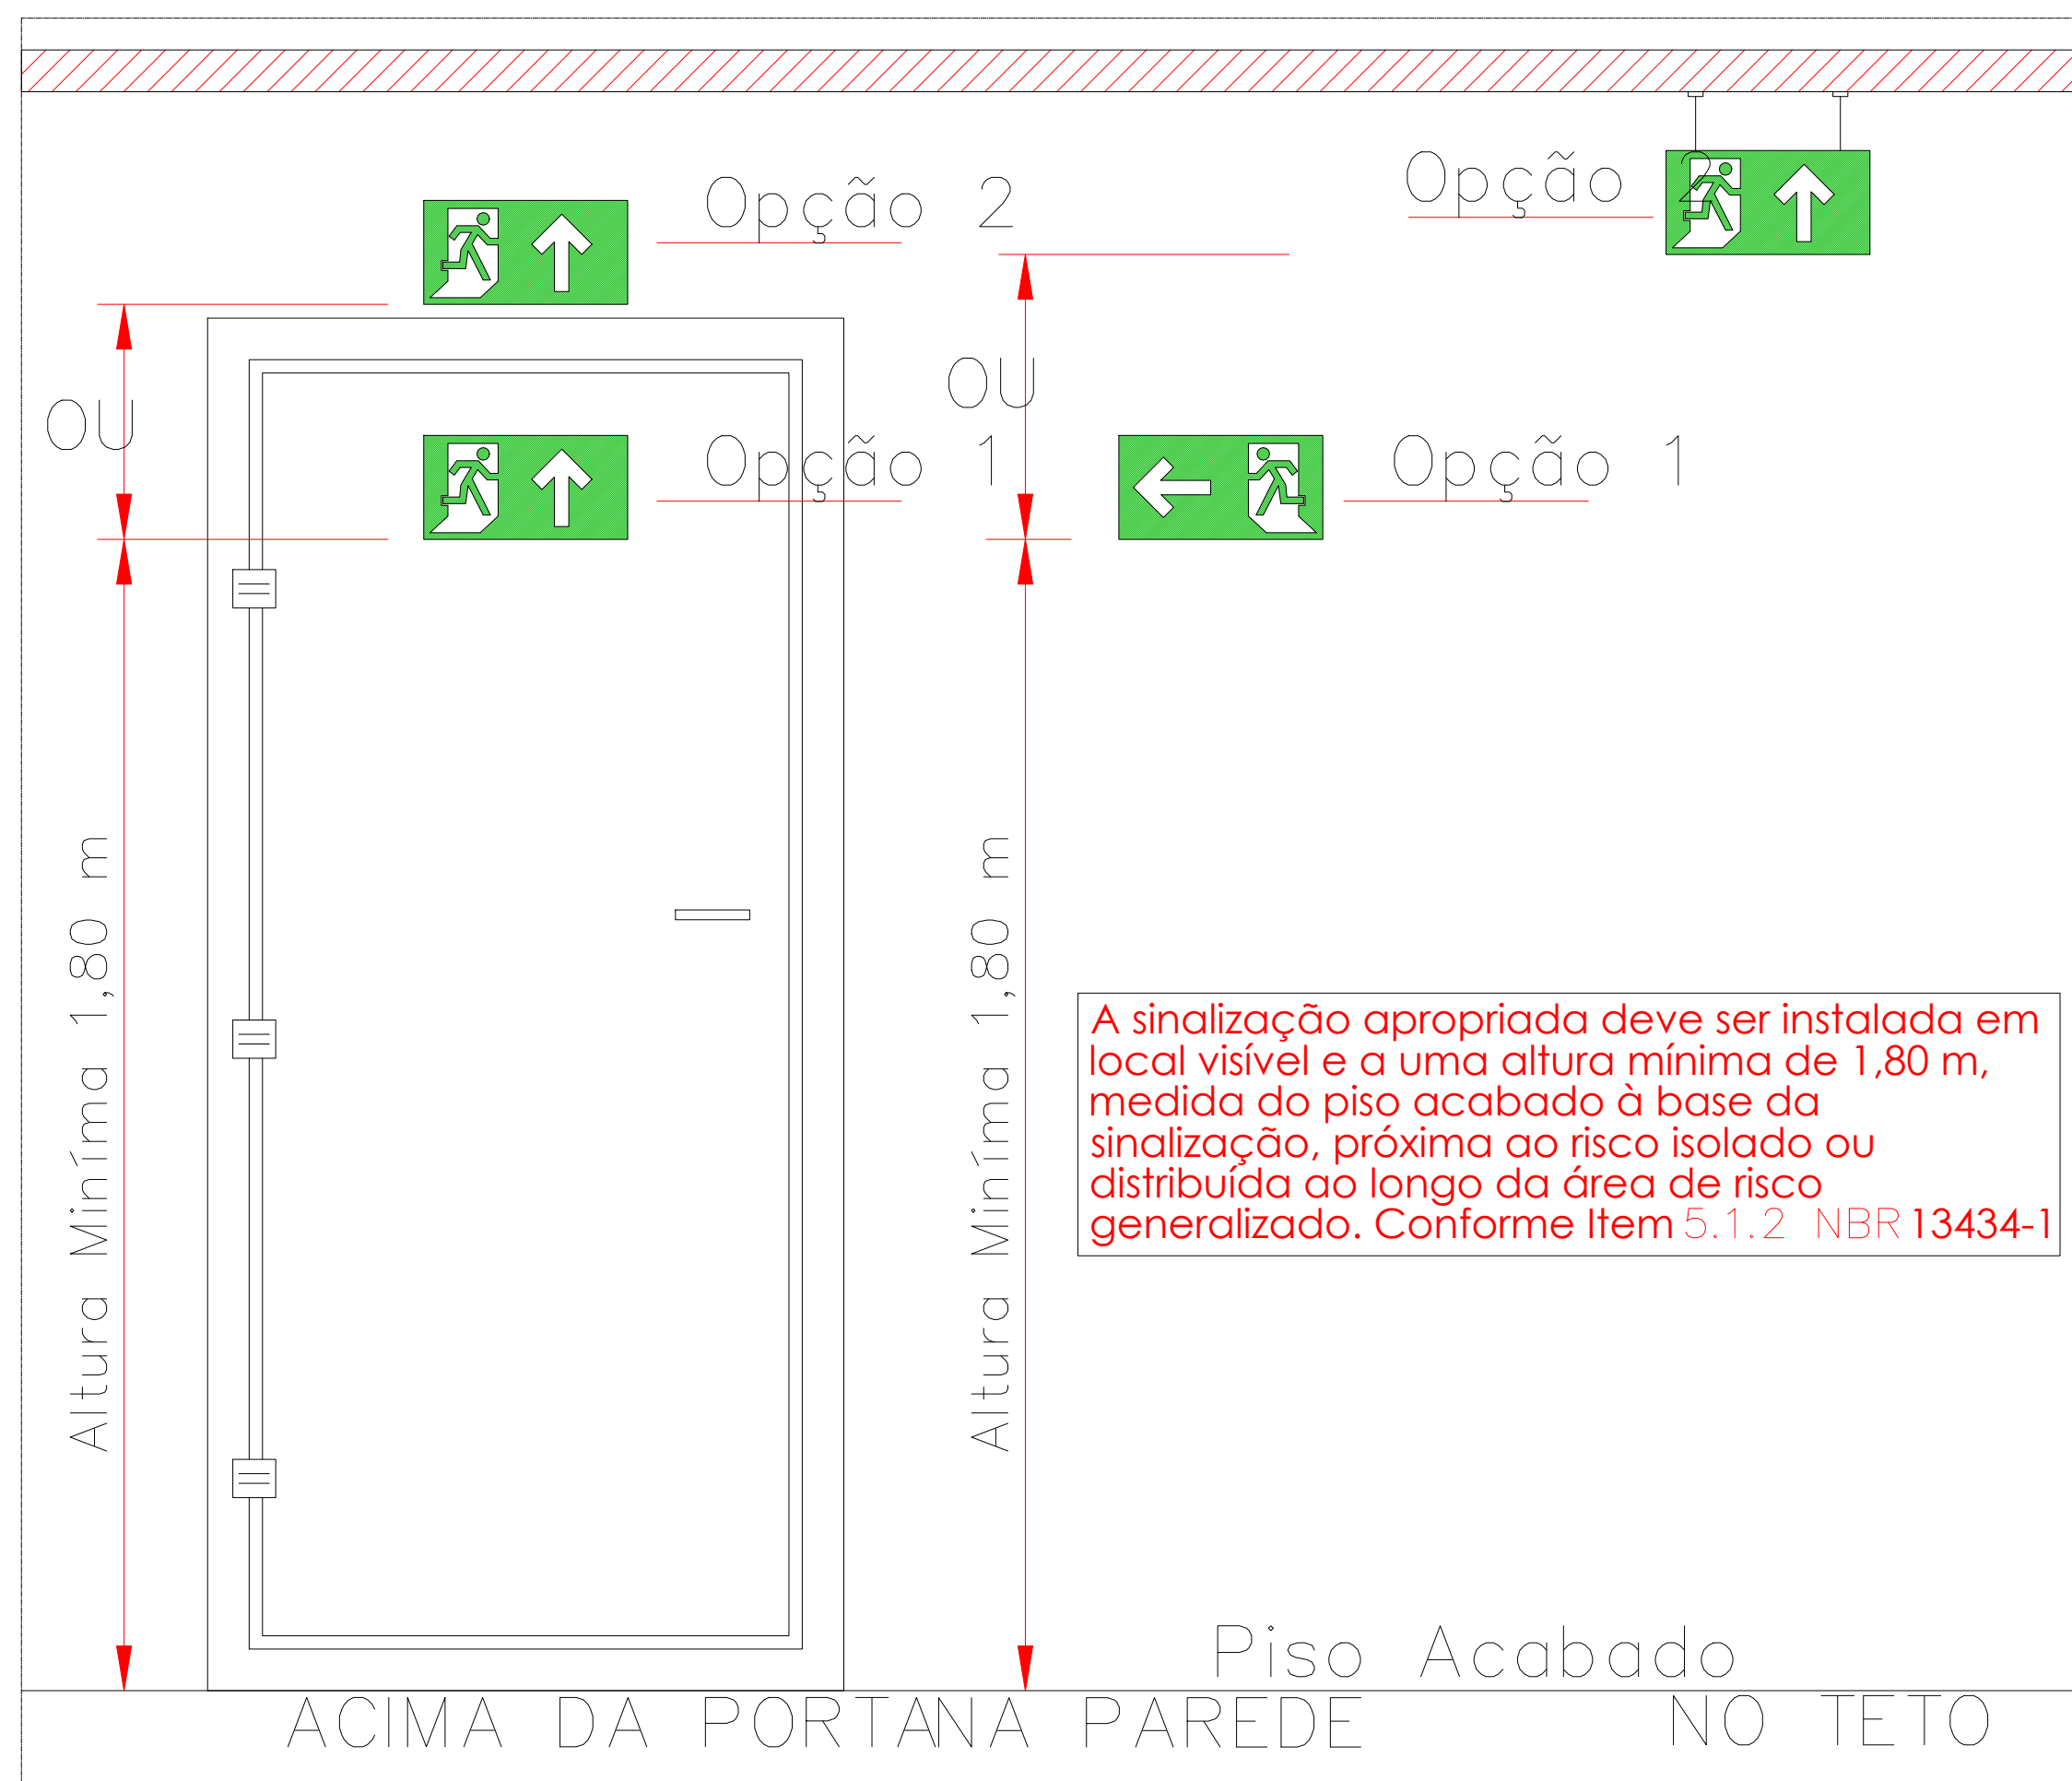 Opção 2
Opção 2
OU
OU
Opção 1
Opção 1
Altura Miníma 1,80 m
Altura Miníma 1,80 m
A sinalização apropriada deve ser instalada em
local visível e a uma altura mínima de 1,80 m,
medida do piso acabado à base da
sinalização, próxima ao risco isolado ou
distribuída ao longo da área de risco
generalizado. Conforme Item 5.1.2 NBR 13434-1
Piso Acabado
ACIMA DA PORTA
NA PAREDE
NO TETO